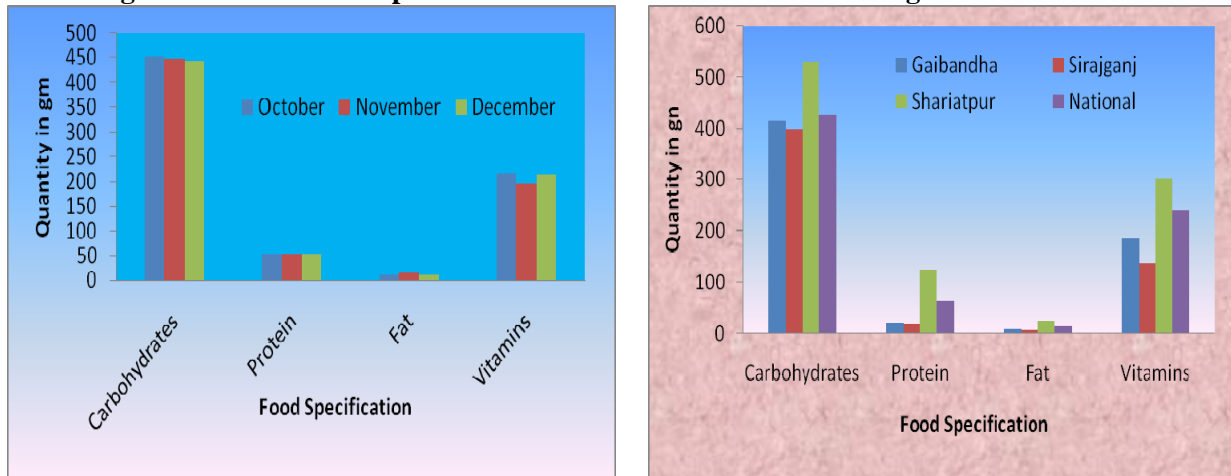 500
450
400
350
300
250
200
150
100
50
0
Quantity in gm
October November December
Carbohydrates
Protein
Fat
Vitamins
Food Specification
600
500
400
300
200
100
0
Quantity in gn
Gaibandha Sirajganj
Shariatpur National
Carbohydrates Protein Fat Vitamins
Food Specification